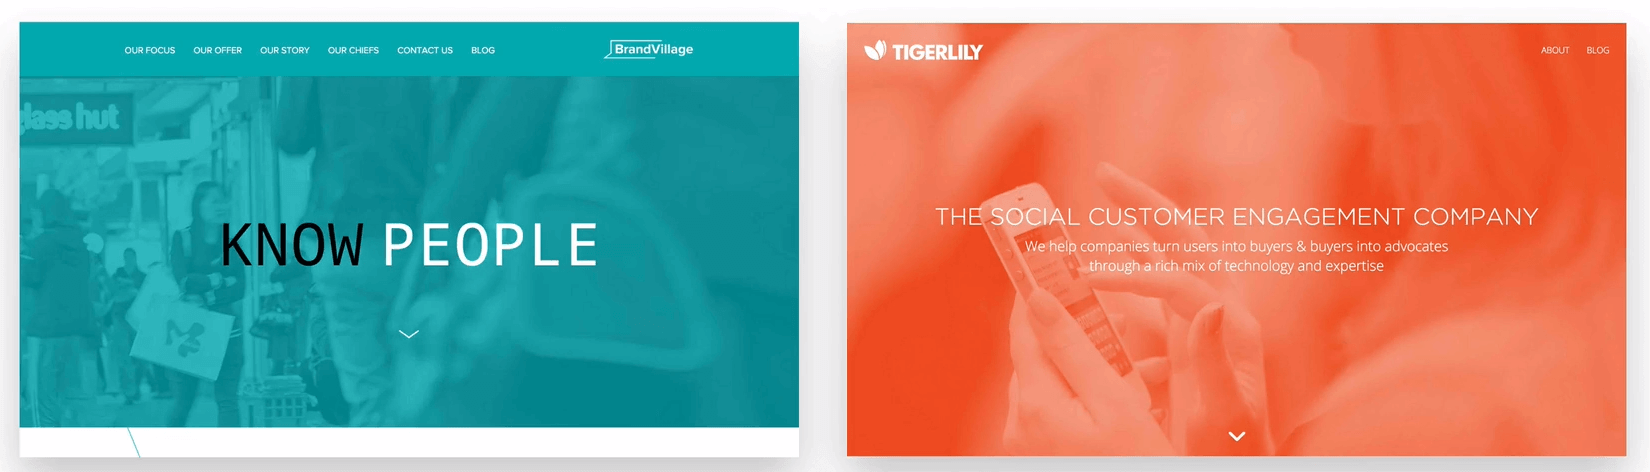 OUR FOCUS OUR OFFER OUR STORY OUR CHIEFS CONTACT US BLOG BrandVillage
glass hut
KNOW PEOPLE
TIGERLILY ABOUT BLOG
THE SOCIAL CUSTOMER ENGAGEMENT COMPANY
We help companies turn users into buyers & buyers into advocates
through a rich mix of technology and expertise